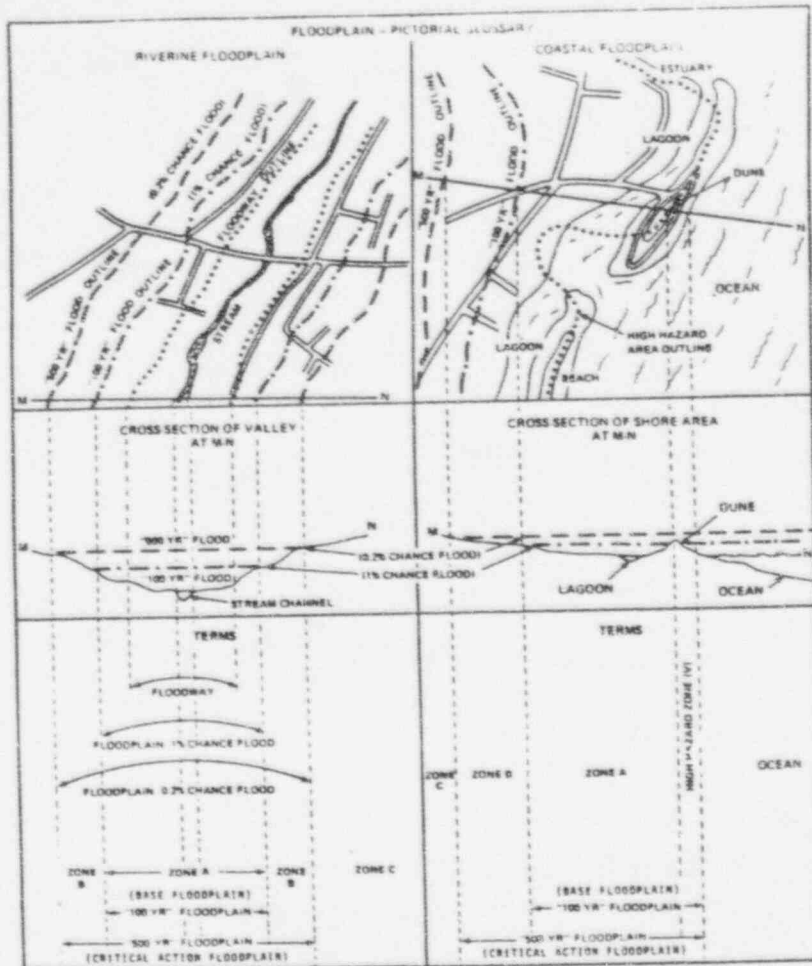 FLOODPLAIN - PICTORIAL GLOSSARY
RIVERINE FLOODPLAIN
(0.2% CHANCE FLOOD)
(1% CHANCE FLOOD)
FLOODWAY OUTLINE
"500 YR" FLOOD OUTLINE
"100 YR" FLOOD OUTLINE
STREAM
M
N
COASTAL FLOODPLAIN
ESTUARY
"500 YR" FLOOD OUTLINE
"100 YR" FLOOD OUTLINE
LAGOON
DUNE
M
N
OCEAN
HIGH HAZARD
AREA OUTLINE
LAGOON
BEACH
CROSS SECTION OF VALLEY
AT M-N
M
N
"500 YR" FLOOD
(0.2% CHANCE FLOOD)
"100 YR" FLOOD
(1% CHANCE FLOOD)
STREAM CHANNEL
CROSS SECTION OF SHORE AREA
AT M-N
DUNE
M
N
LAGOON
OCEAN
TERMS
FLOODWAY
FLOODPLAIN 1% CHANCE FLOOD
FLOODPLAIN 0.2% CHANCE FLOOD
ZONE
B
ZONE A
ZONE
B
ZONE C
(BASE FLOODPLAIN)
"100 YR" FLOODPLAIN
500 YR" FLOODPLAIN
(CRITICAL ACTION FLOODPLAIN)
TERMS
ZONE
C
ZONE B
ZONE A
HIGH HAZARD ZONE (V)
OCEAN
(BASE FLOODPLAIN)
"100 YR" FLOODPLAIN
500 YR" FLOODPLAIN
(CRITICAL ACTION FLOODPLAIN)